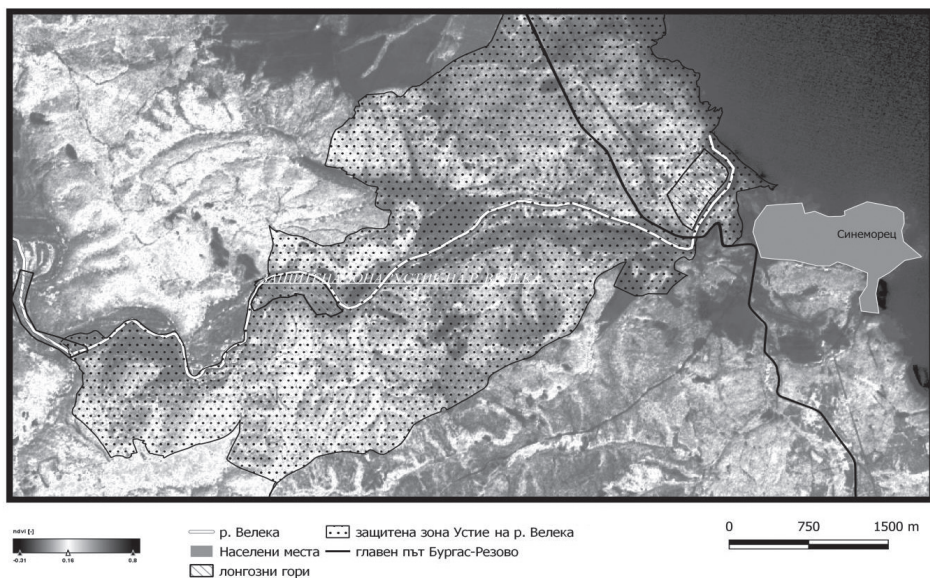 Синеморец
ndvi [-]
-0.31 0.16 0.8
р. Велека
Населени места
лонгозни гори
защитена зона Устие на р. Велека
главен път Бургас-Резово
0 750 1500 m